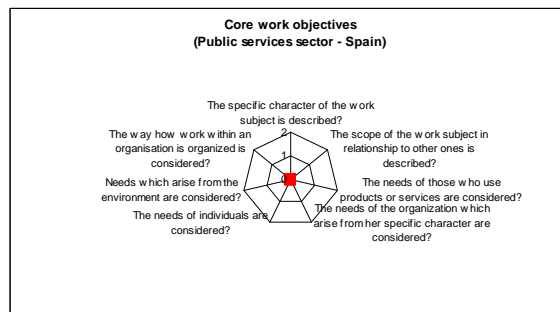 Core work objectives
(Public services sector - Spain)
The specific character of the work
subject is described?
The scope of the work subject in
relationship to other ones is
described?
The needs of those who use
products or services are considered?
The needs of the organization which
arise from her specific character are
considered?
The needs of individuals are
considered?
Needs which arise from the
environment are considered?
The way how work within an
organisation is organized is
considered?
2
1
0